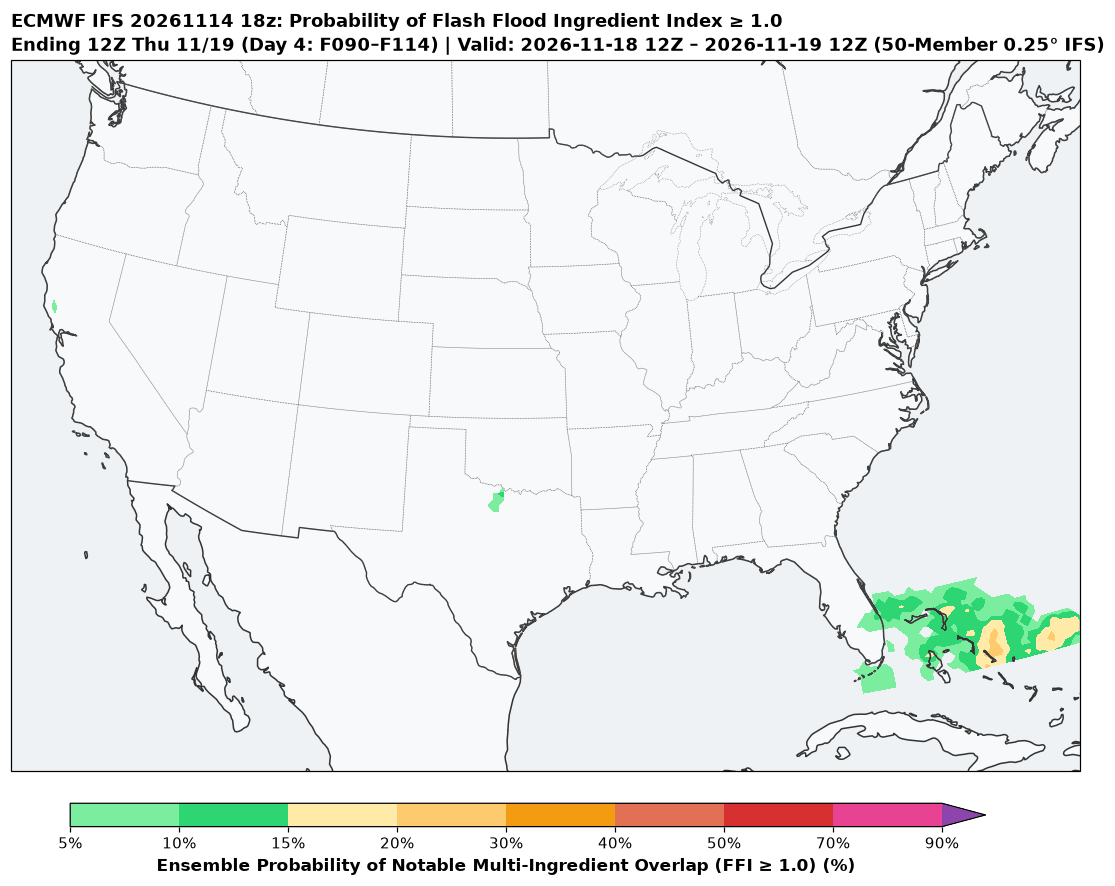 ECMWF IFS 20261114 18z: Probability of Flash Flood Ingredient Index ≥ 1.0
Ending 12Z Thu 11/19 (Day 4: F090–F114) | Valid: 2026-11-18 12Z – 2026-11-19 12Z (50-Member 0.25° IFS)
5% 10% 15% 20% 30% 40% 50% 70% 90%
Ensemble Probability of Notable Multi-Ingredient Overlap (FFI ≥ 1.0) (%)